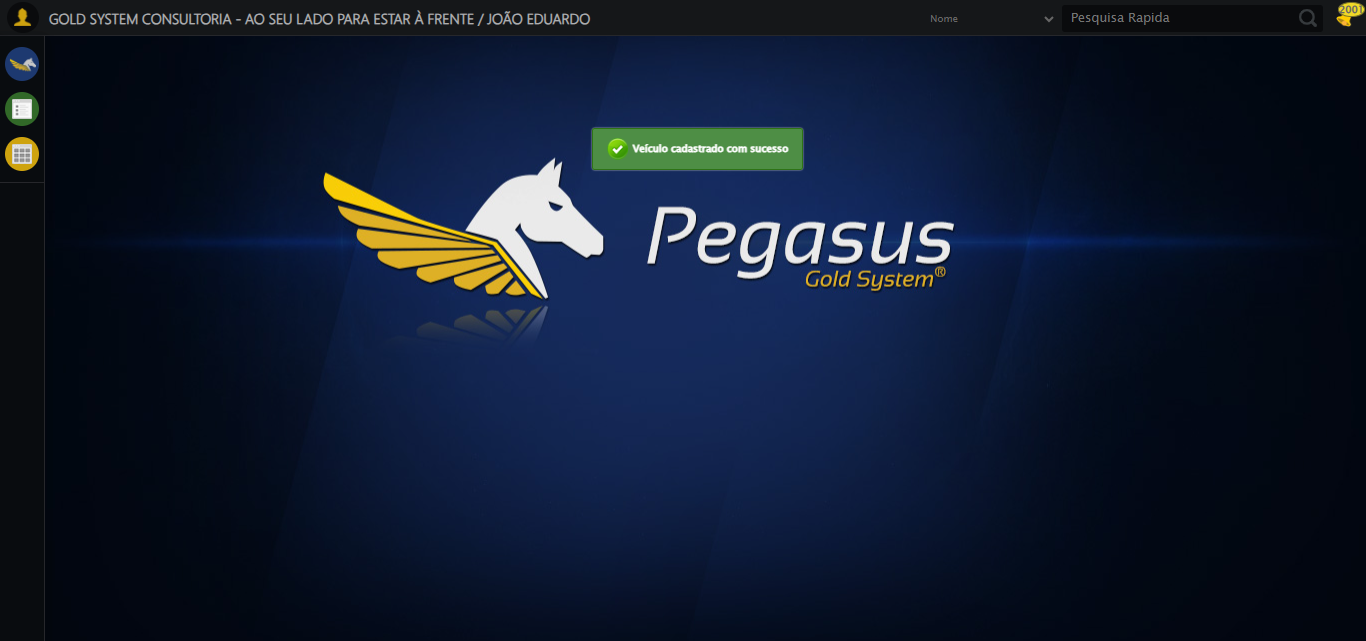 GOLD SYSTEM CONSULTORIA - AO SEU LADO PARA ESTAR À FRENTE / JOÃO EDUARDO
Nome
Pesquisa Rapida
2001
Veículo cadastrado com sucesso
Pegasus
Gold System®